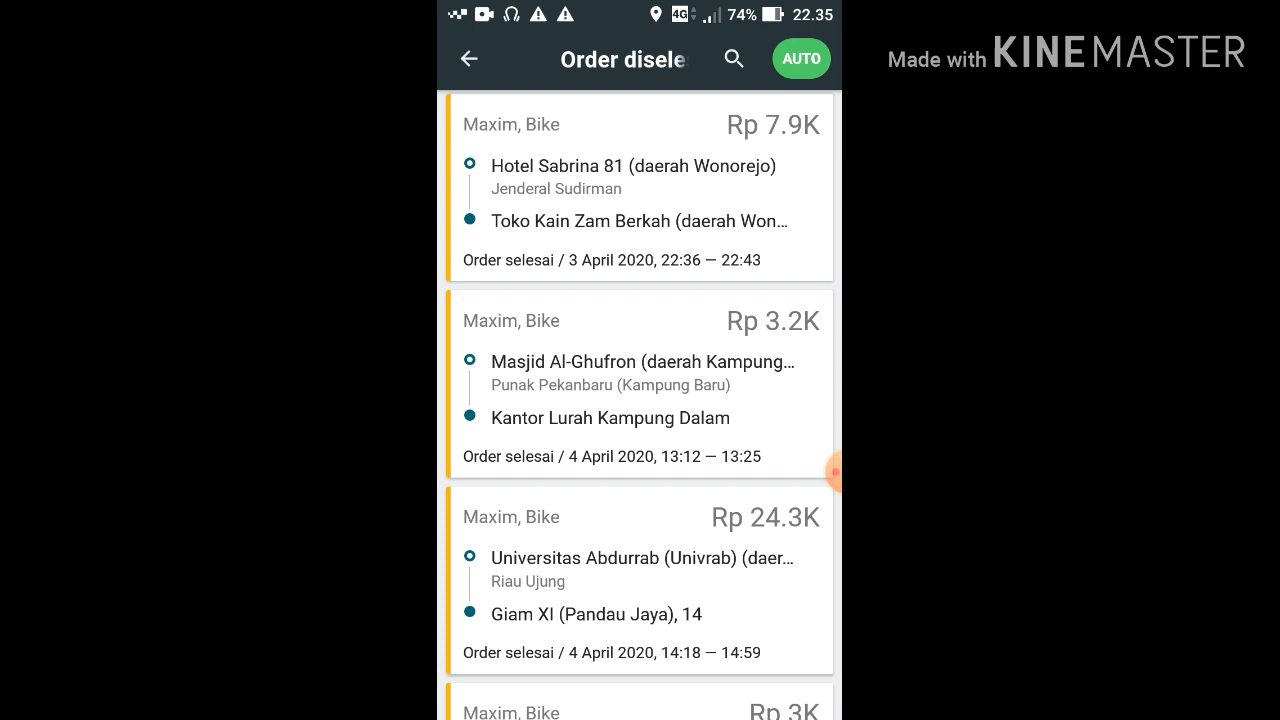 74% 22.35
4G
Order disele
AUTO
Made with KINEMASTER
Maxim, Bike
Rp 7.9K
Hotel Sabrina 81 (daerah Wonorejo)
Jenderal Sudirman
Toko Kain Zam Berkah (daerah Won...
Order selesai / 3 April 2020, 22:36 — 22:43
Maxim, Bike
Rp 3.2K
Masjid Al-Ghufron (daerah Kampung...
Punak Pekanbaru (Kampung Baru)
Kantor Lurah Kampung Dalam
Order selesai / 4 April 2020, 13:12 — 13:25
Maxim, Bike
Rp 24.3K
Universitas Abdurrab (Univrab) (daer...
Riau Ujung
Giam XI (Pandau Jaya), 14
Order selesai / 4 April 2020, 14:18 — 14:59
Maxim, Bike
Rp 3K